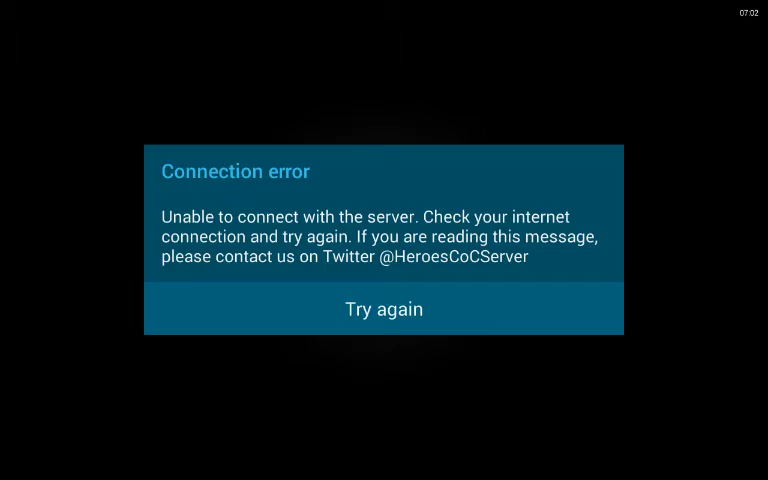 07:02
Connection error
Unable to connect with the server. Check your internet
connection and try again. If you are reading this message,
please contact us on Twitter @HeroesCoCServer
Try again